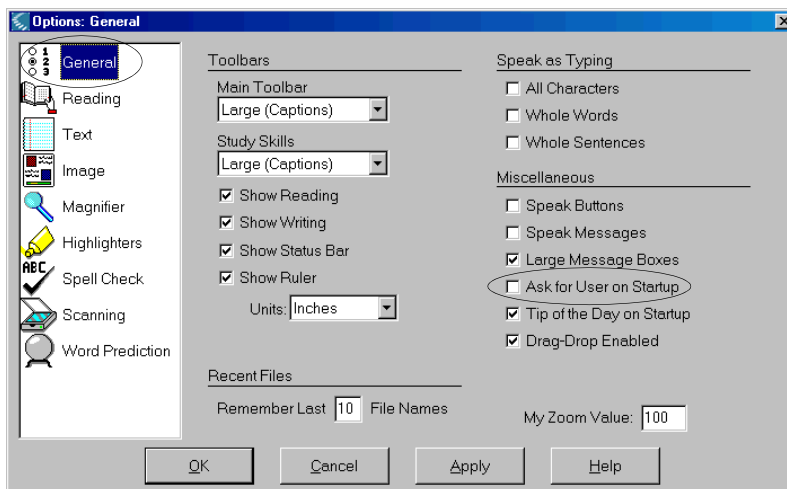 Options: General
1
2
3
General
Reading
Text
Image
Magnifier
Highlighters
ABC
Spell Check
Scanning
Word Prediction
Toolbars
Main Toolbar
Large (Captions)
Study Skills
Large (Captions)
Show Reading
Show Writing
Show Status Bar
Show Ruler
Units: Inches
Recent Files
Remember Last 10 File Names
Speak as Typing
All Characters
Whole Words
Whole Sentences
Miscellaneous
Speak Buttons
Speak Messages
Large Message Boxes
Ask for User on Startup
Tip of the Day on Startup
Drag-Drop Enabled
My Zoom Value: 100
OK Cancel Apply Help